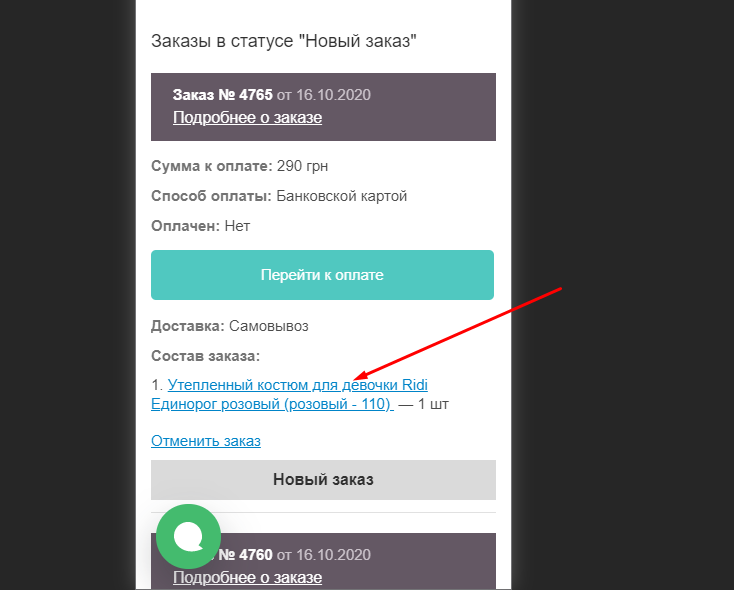 Заказы в статусе "Новый заказ"
Заказ № 4765 от 16.10.2020
Подробнее о заказе
Сумма к оплате: 290 грн
Способ оплаты: Банковской картой
Оплачен: Нет
Перейти к оплате
Доставка: Самовывоз
Состав заказа:
1. Утепленный костюм для девочки Ridi
Единорог розовый (розовый - 110) — 1 шт
Отменить заказ
Новый заказ
№ 4760 от 16.10.2020
Подробнее о заказе